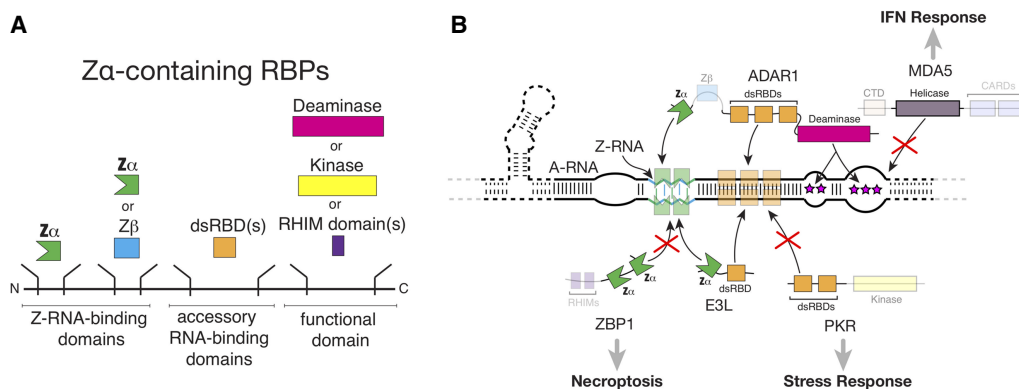 A
Zα-containing RBPs
Deaminase
or
Kinase
or
RHIM domain(s)
zα
or
Zβ
dsRBD(s)
zα
N
C
Z-RNA-binding
domains
accessory
RNA-binding
domains
functional
domain
B
IFN Response
MDA5
CTD
Helicase
CARDs
ADAR1
Zβ
zα
dsRBDs
Deaminase
Z-RNA
A-RNA
RHIMs
zα
zα
ZBP1
Necroptosis
zα
dsRBD
E3L
dsRBDs
Kinase
PKR
Stress Response